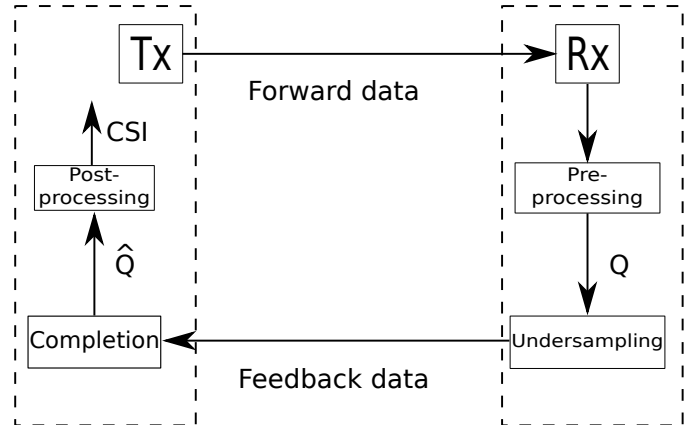 Tx
Rx
Forward data
CSI
Post-
processing
Pre-
processing
Q̂
Q
Completion
Undersampling
Feedback data